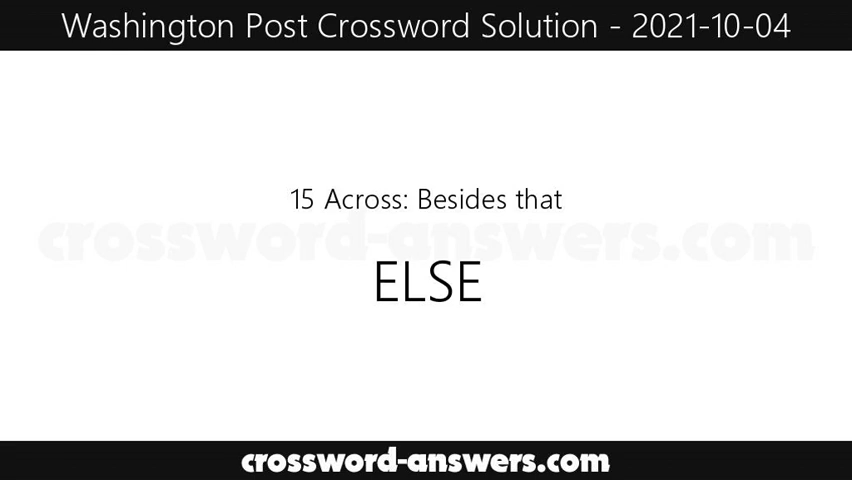 Washington Post Crossword Solution - 2021-10-04
15 Across: Besides that
crossword-answers.com
ELSE
crossword-answers.com